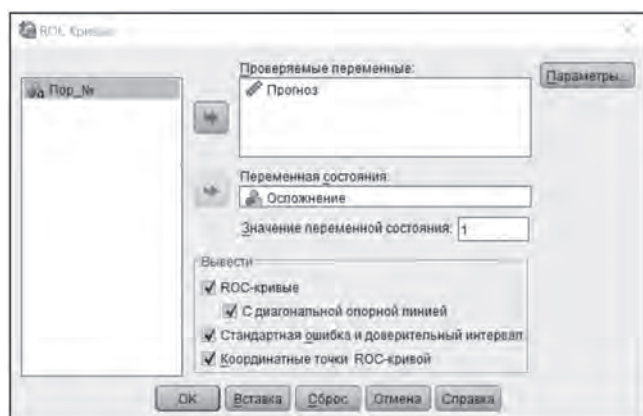 ROC Кривые
Проверяемые переменные:
Параметры...
Пор_№
Прогноз
Переменная состояния:
Осложнение
Значение переменной состояния: 1
Вывести
ROC-кривые
С диагональной опорной линией
Стандартная ошибка и доверительный интервал
Координатные точки ROC-кривой
OK
Вставка
Сброс
Отмена
Справка